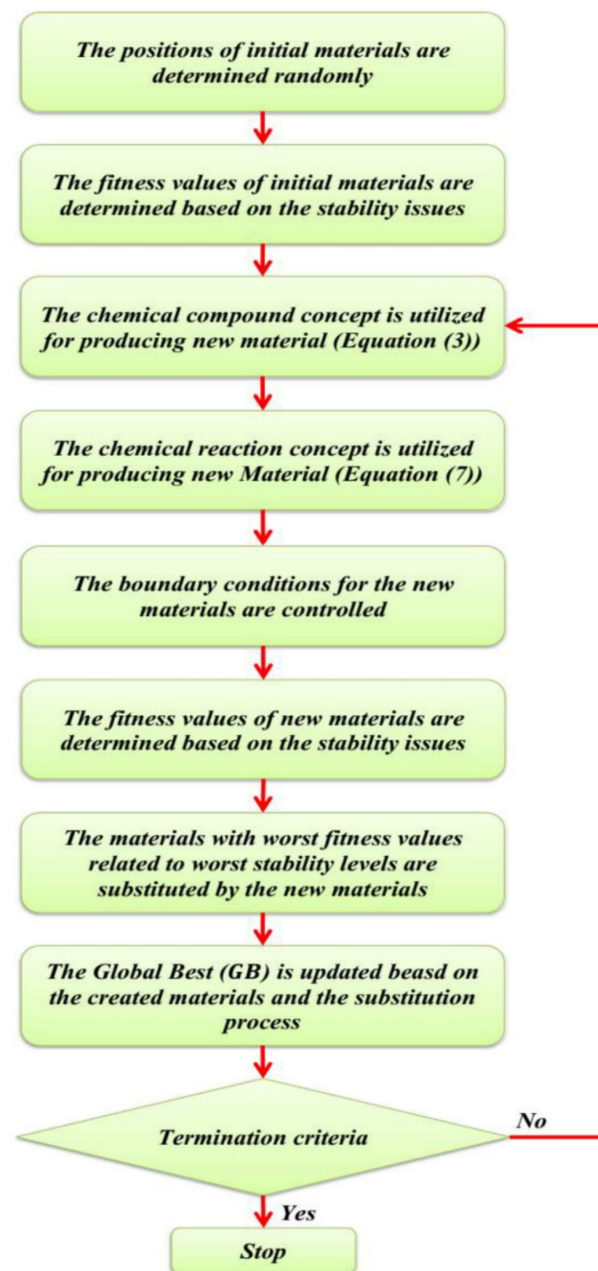 The positions of initial materials are
determined randomly
The fitness values of initial materials are
determined based on the stability issues
The chemical compound concept is utilized
for producing new material (Equation (3))
The chemical reaction concept is utilized
for producing new Material (Equation (7))
The boundary conditions for the new
materials are controlled
The fitness values of new materials are
determined based on the stability issues
The materials with worst fitness values
related to worst stability levels are
substituted by the new materials
The Global Best (GB) is updated beasd on
the created materials and the substitution
process
Termination criteria
No
Yes
Stop